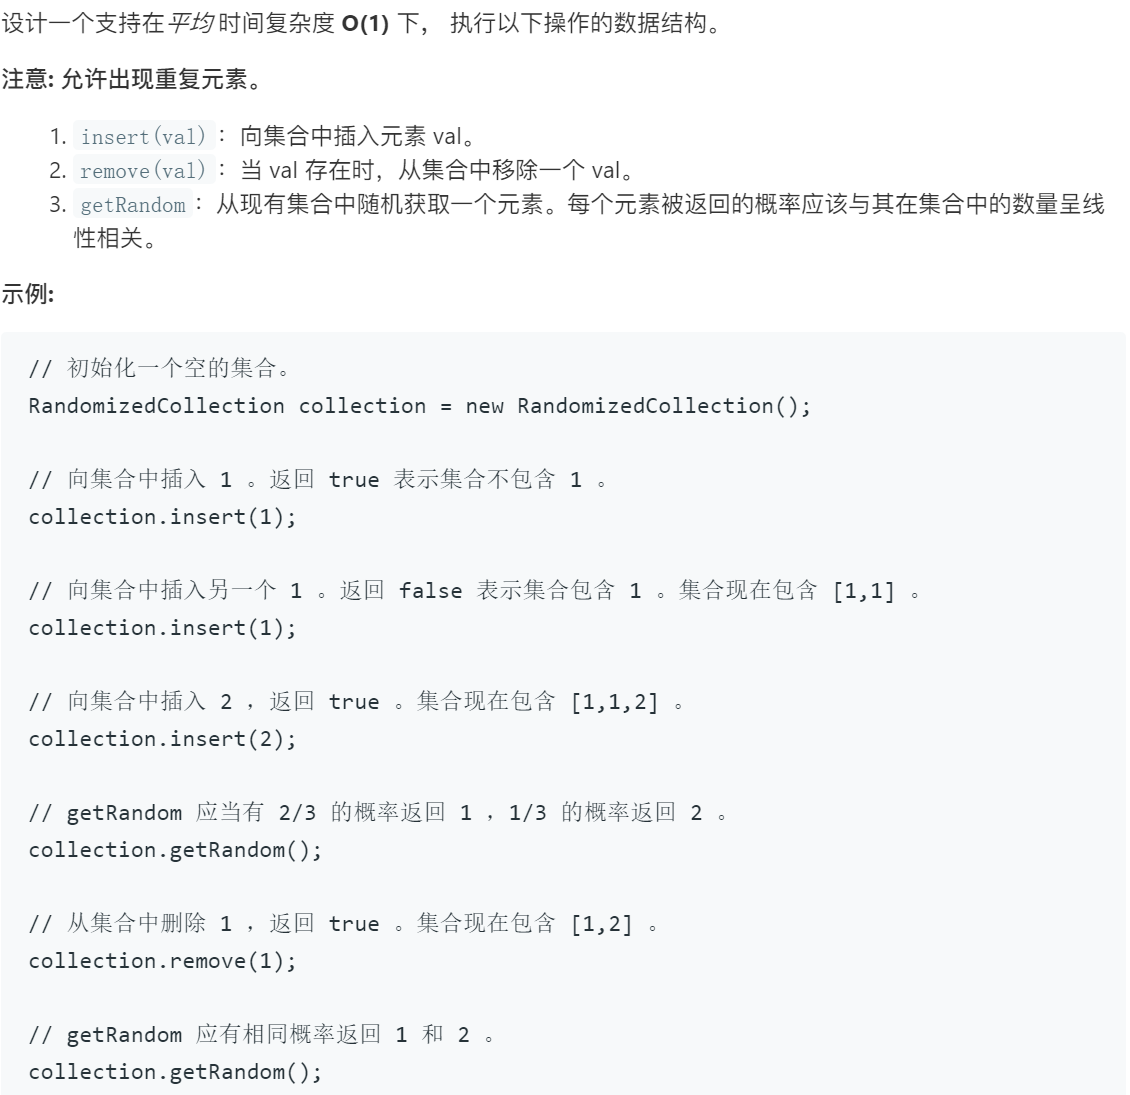 设计一个支持在平均 时间复杂度 O(1) 下， 执行以下操作的数据结构。
注意: 允许出现重复元素。
1. insert(val)：向集合中插入元素 val。
2. remove(val)：当 val 存在时，从集合中移除一个 val。
3. getRandom：从现有集合中随机获取一个元素。每个元素被返回的概率应该与其在集合中的数量呈线
性相关。
示例:
// 初始化一个空的集合。
RandomizedCollection collection = new RandomizedCollection();
// 向集合中插入 1 。返回 true 表示集合不包含 1 。
collection.insert(1);
// 向集合中插入另一个 1 。返回 false 表示集合包含 1 。集合现在包含 [1,1] 。
collection.insert(1);
// 向集合中插入 2 ，返回 true 。集合现在包含 [1,1,2] 。
collection.insert(2);
// getRandom 应当有 2/3 的概率返回 1 ，1/3 的概率返回 2 。
collection.getRandom();
// 从集合中删除 1 ，返回 true 。集合现在包含 [1,2] 。
collection.remove(1);
// getRandom 应有相同概率返回 1 和 2 。
collection.getRandom();